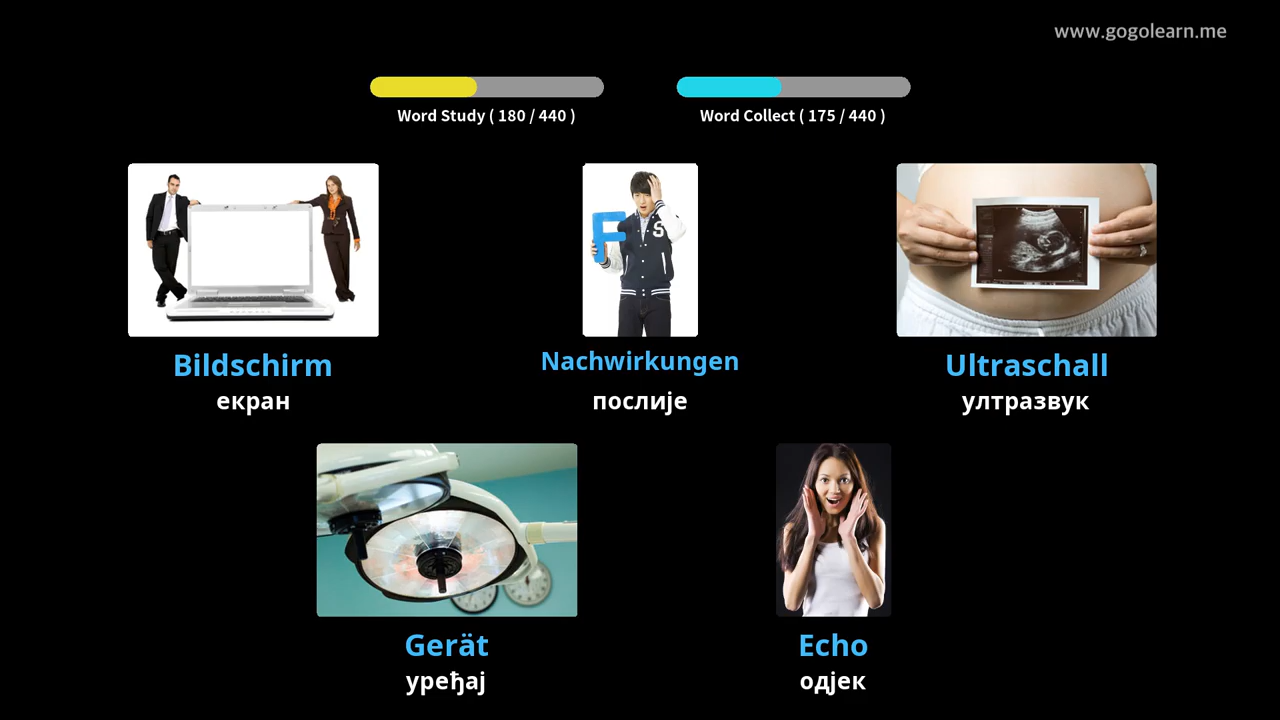 www.gogolearn.me
Word Study ( 180 / 440 )
Word Collect ( 175 / 440 )
F
S
Bildschirm
екран
Nachwirkungen
послије
Ultraschall
ултразвук
Gerät
уређај
Echo
одјек